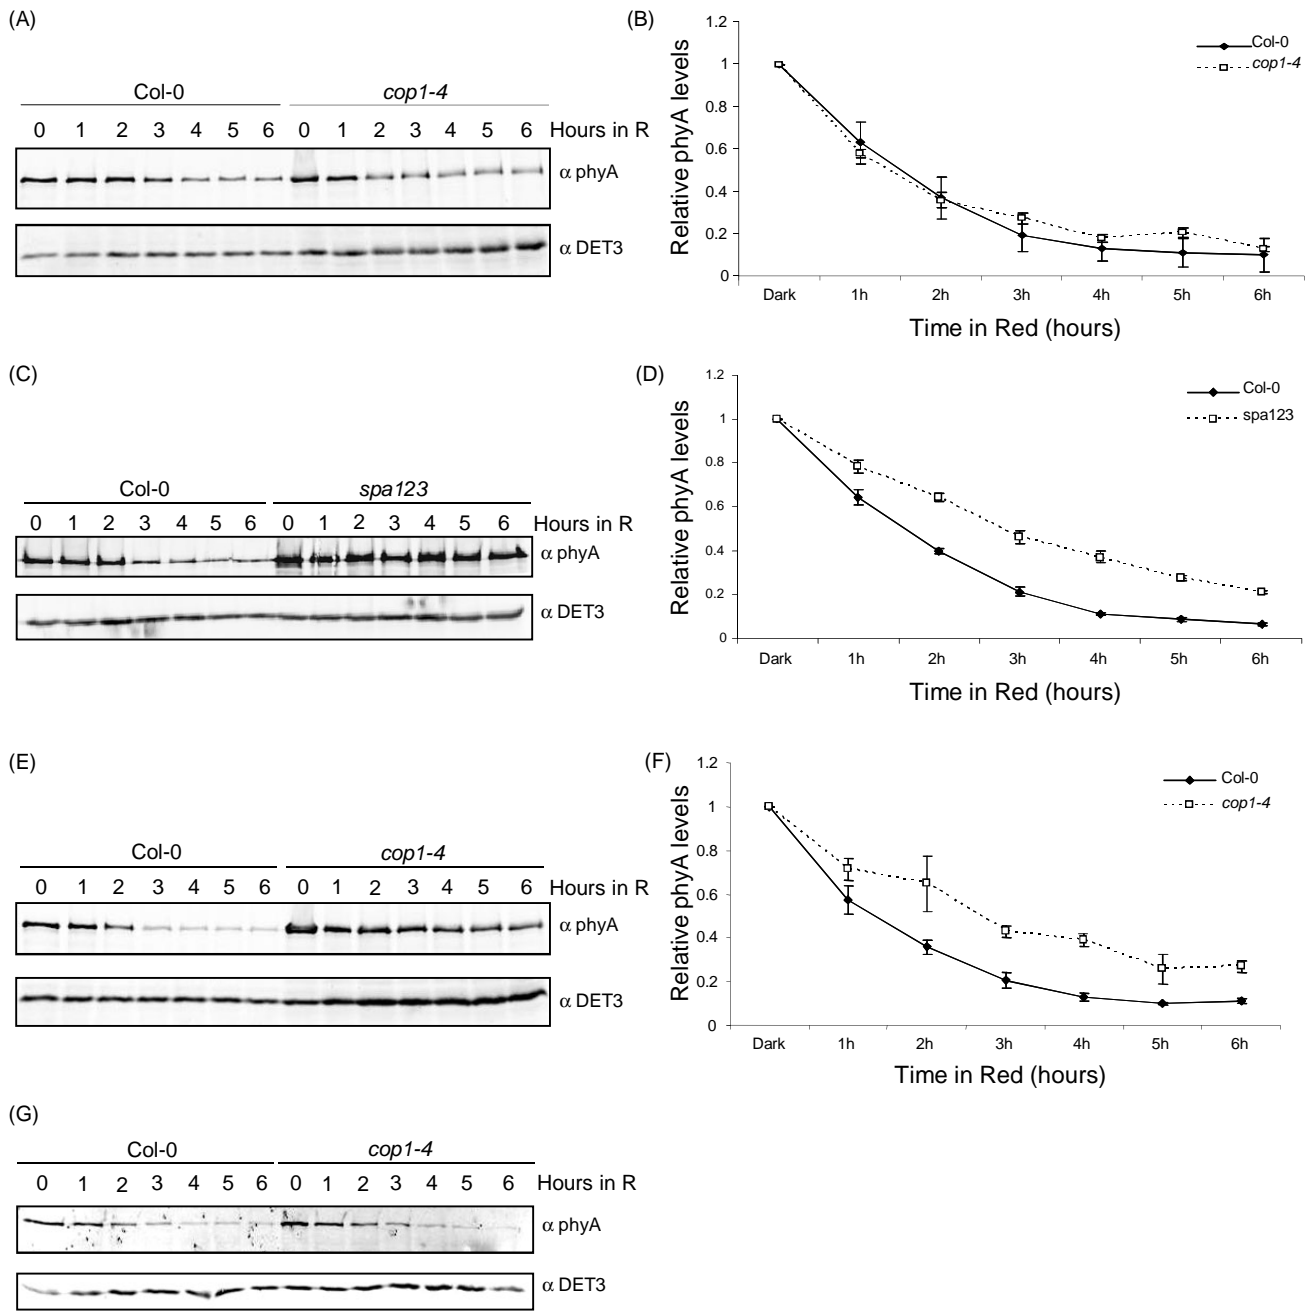 (A)
Col-0 cop1-4
0 1 2 3 4 5 6 0 1 2 3 4 5 6 Hours in R
α phyA
α DET3
(B)
Relative phyA levels
1.2
1
0.8
0.6
0.4
0.2
0
Dark 1h 2h 3h 4h 5h 6h
Time in Red (hours)
Col-0
cop1-4
(C)
Col-0 spa123
0 1 2 3 4 5 6 0 1 2 3 4 5 6 Hours in R
α phyA
α DET3
(D)
Relative phyA levels
1.2
1
0.8
0.6
0.4
0.2
0
Dark 1h 2h 3h 4h 5h 6h
Time in Red (hours)
Col-0
spa123
(E)
Col-0 cop1-4
0 1 2 3 4 5 6 0 1 2 3 4 5 6 Hours in R
α phyA
α DET3
(F)
Relative phyA levels
1.2
1
0.8
0.6
0.4
0.2
0
Dark 1h 2h 3h 4h 5h 6h
Time in Red (hours)
Col-0
cop1-4
(G)
Col-0 cop1-4
0 1 2 3 4 5 6 0 1 2 3 4 5 6 Hours in R
α phyA
α DET3